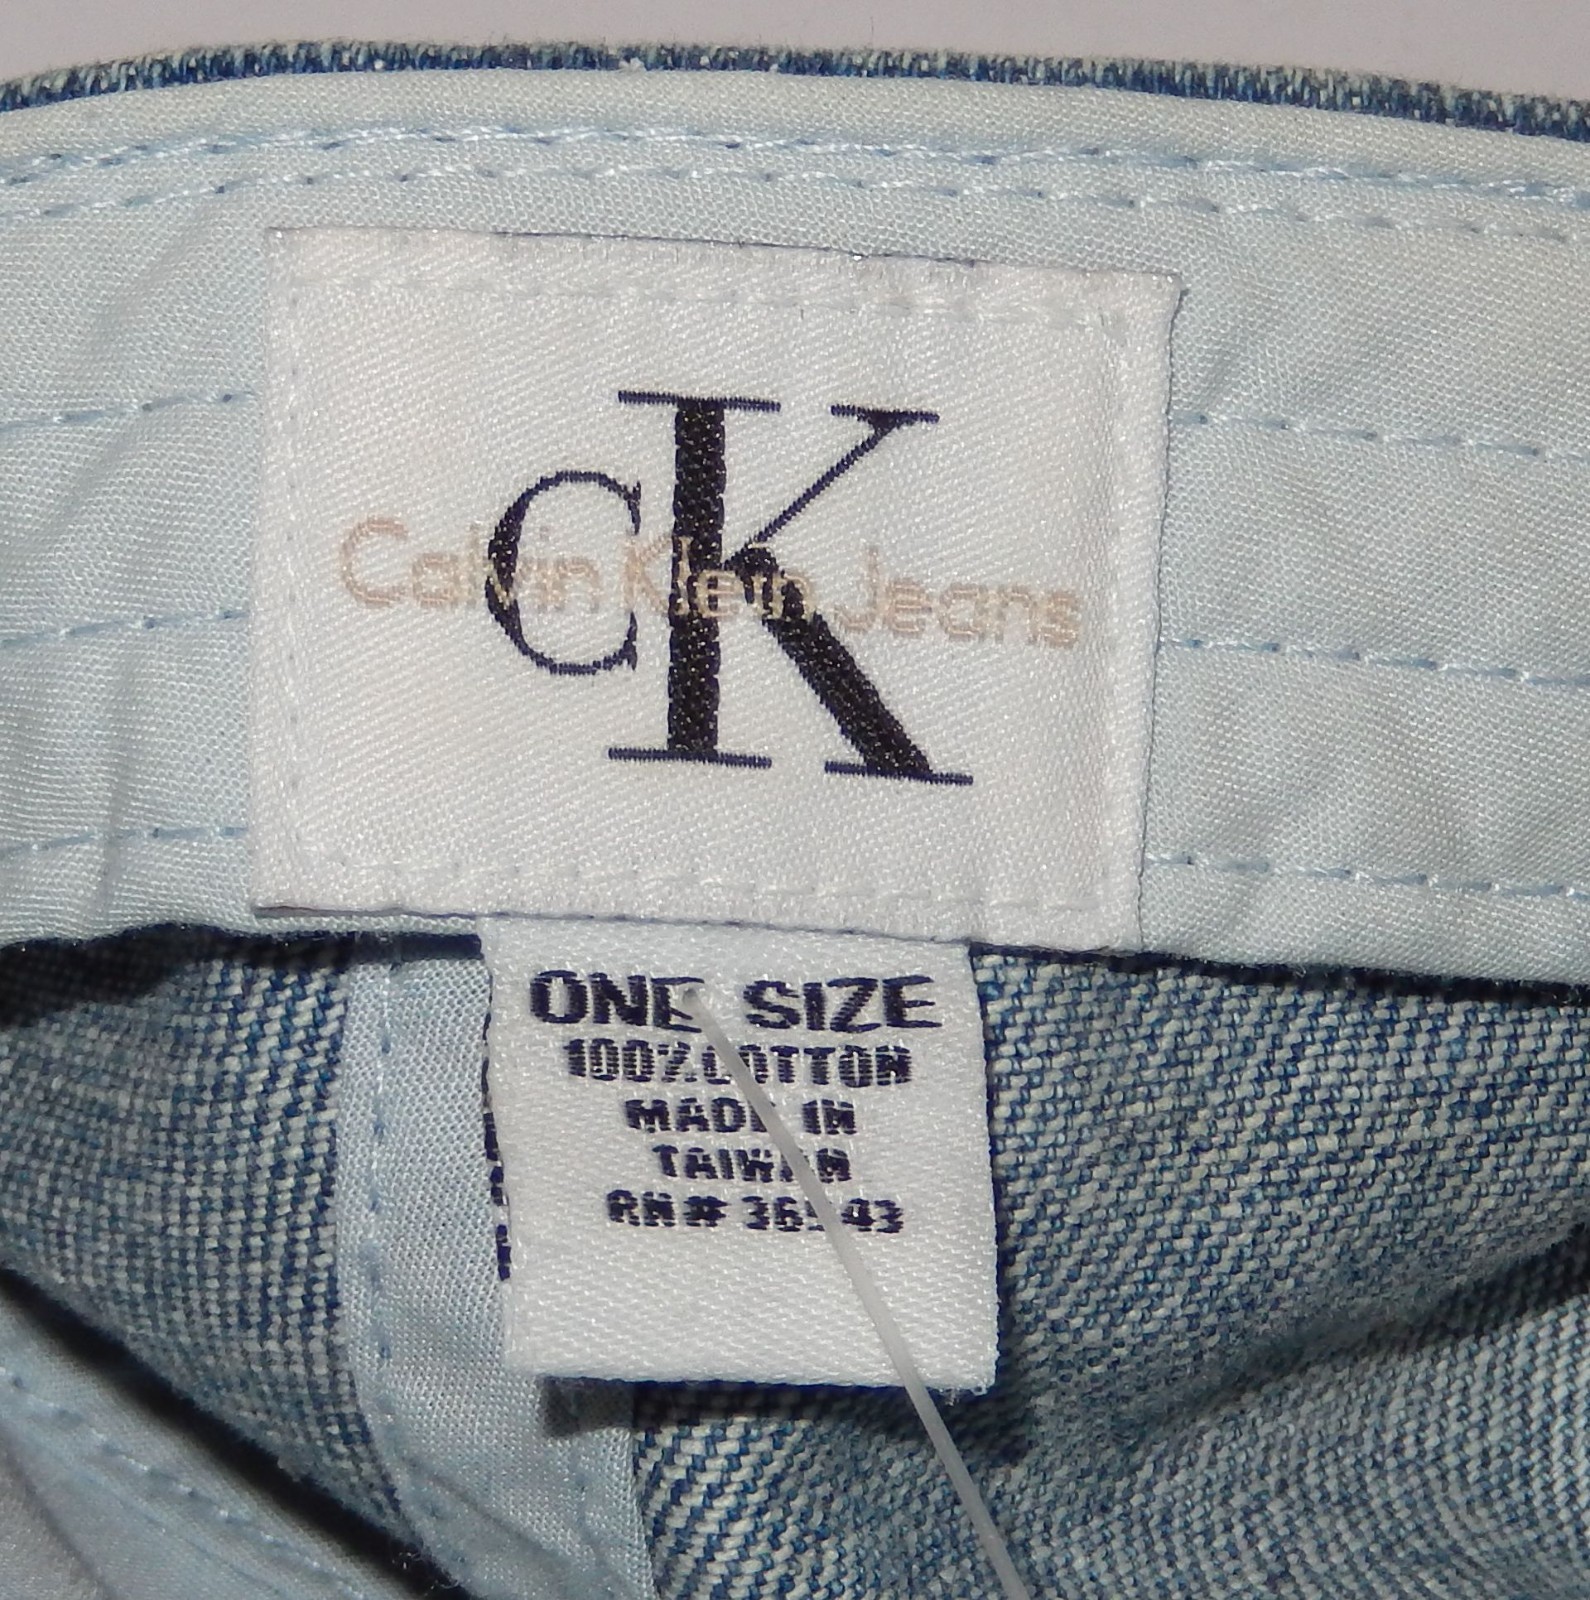 CK
Calvin Klein Jeans
ONE SIZE
100% COTTON
MADE IN
TAIWAN
RN#